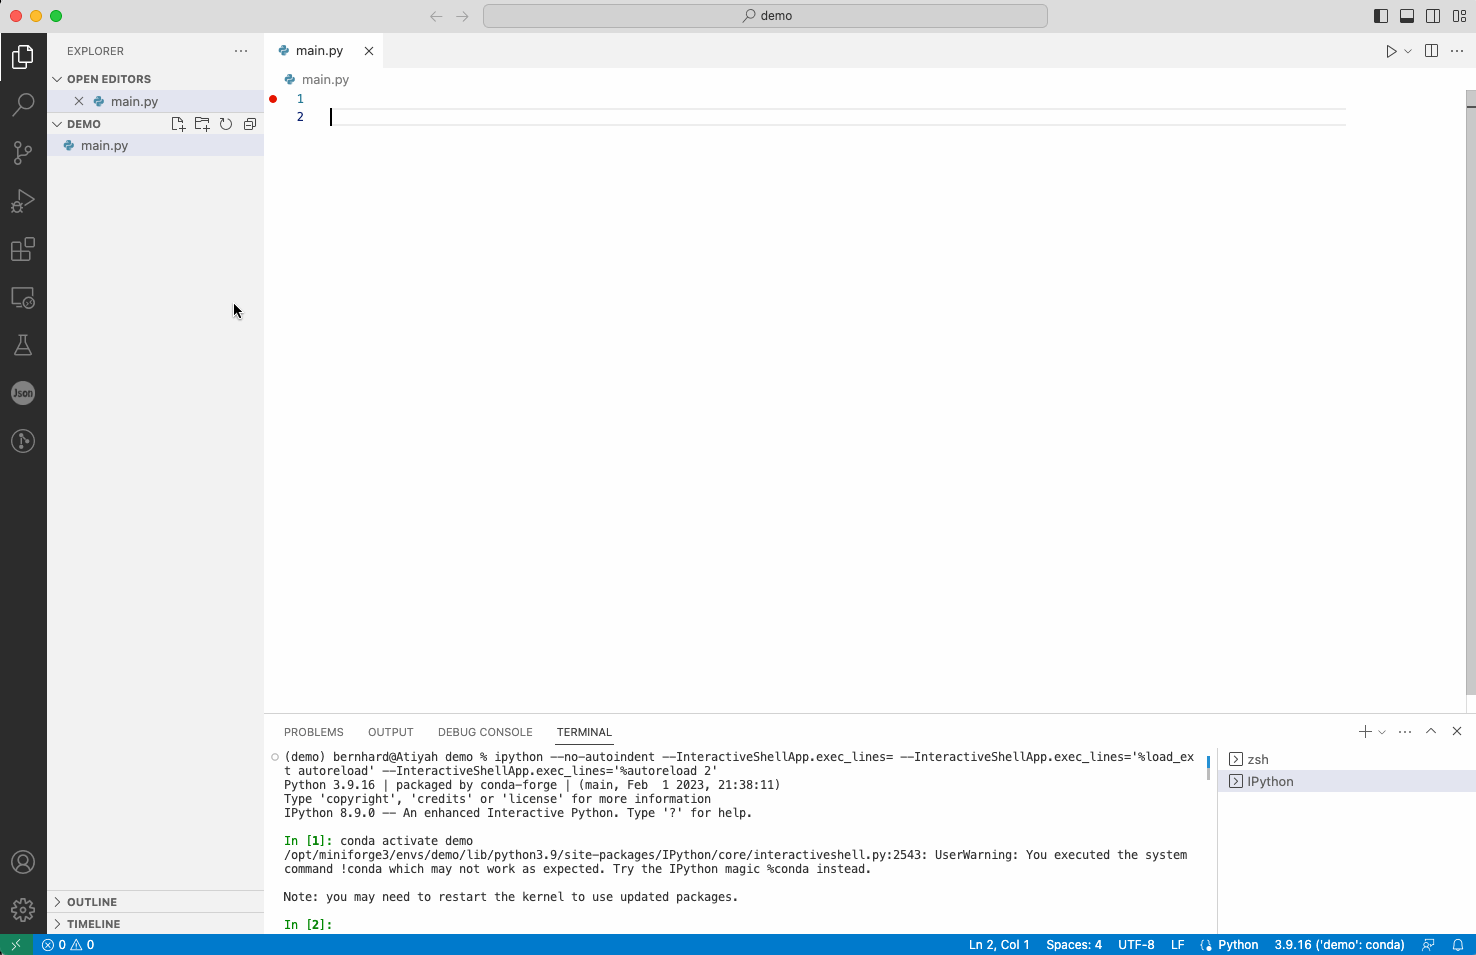 demo
EXPLORER
OPEN EDITORS
main.py
DEMO
main.py
Json
OUTLINE
TIMELINE
main.py
main.py
1
2
PROBLEMS OUTPUT DEBUG CONSOLE TERMINAL
(demo) bernhard@Atiyah demo % ipython --no-autoindent --InteractiveShellApp.exec_lines= --InteractiveShellApp.exec_lines='%load_ex
t autoreload' --InteractiveShellApp.exec_lines='%autoreload 2'
Python 3.9.16 | packaged by conda-forge | (main, Feb  1 2023, 21:38:11)
Type 'copyright', 'credits' or 'license' for more information
IPython 8.9.0 -- An enhanced Interactive Python. Type '?' for help.
In [1]: conda activate demo
/opt/miniforge3/envs/demo/lib/python3.9/site-packages/IPython/core/interactiveshell.py:2543: UserWarning: You executed the system
command !conda which may not work as expected. Try the IPython magic %conda instead.
Note: you may need to restart the kernel to use updated packages.
In [2]:
zsh
IPython
0 0 Ln 2, Col 1 Spaces: 4 UTF-8 LF Python 3.9.16 ('demo': conda)